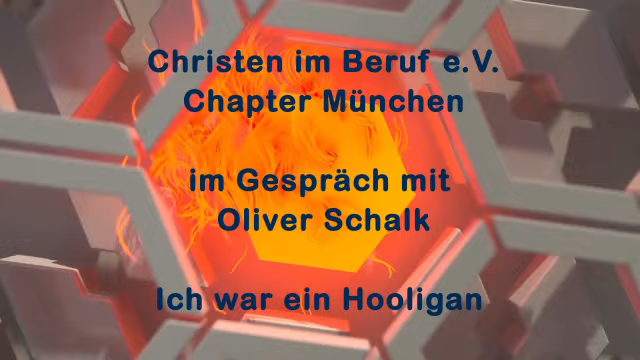 Christen im Beruf e.V.
Chapter München
im Gespräch mit
Oliver Schalk
Ich war ein Hooligan